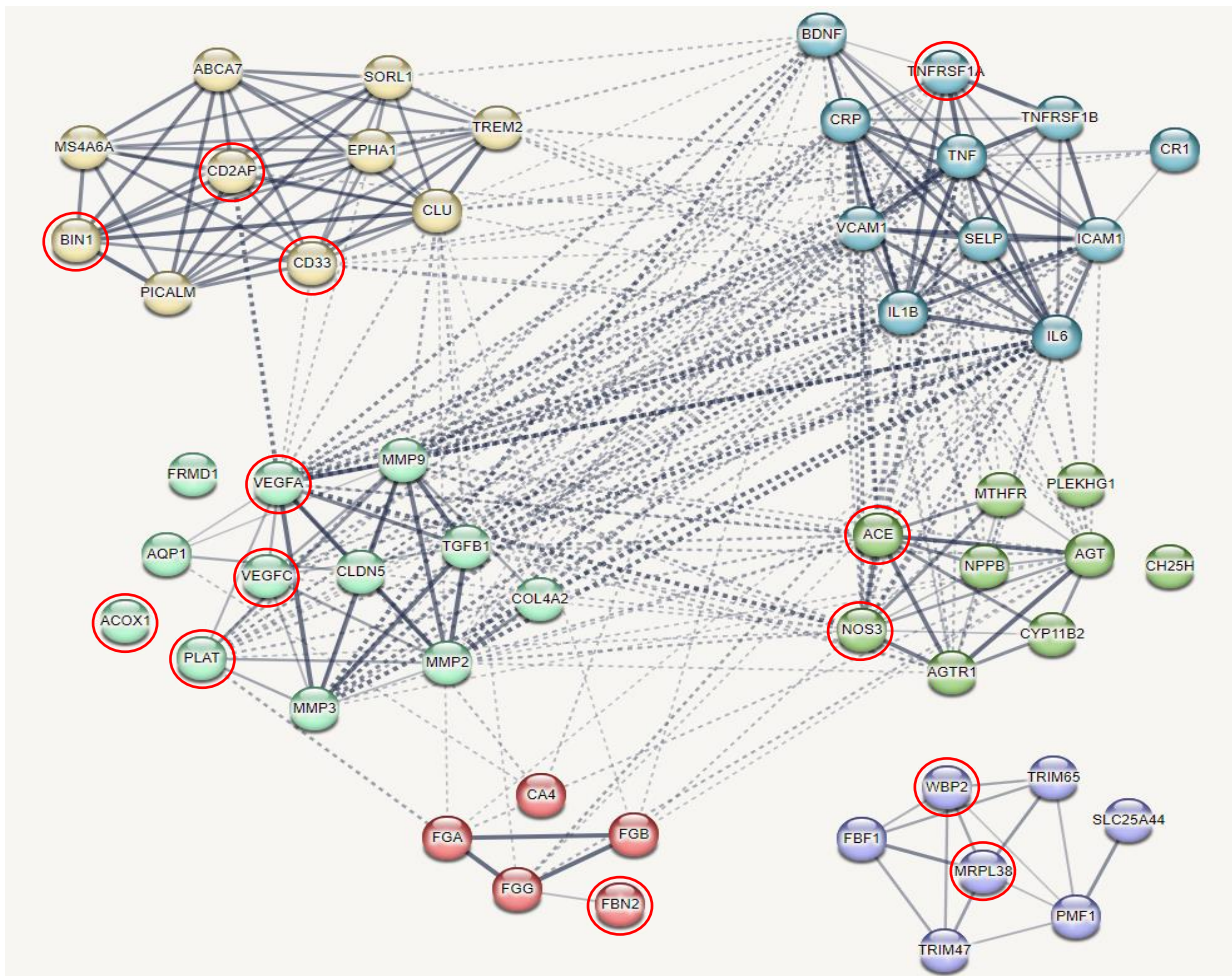 BDNF
ABCA7
SORL1
TNFRSF1A
TREM2
CRP
TNFRSF1B
MS4A6A
EPHA1
TNF
CR1
CD2AP
CLU
VCAM1
SELP
ICAM1
BIN1
CD33
PICALM
IL1B
IL6
MMP9
FRMD1
VEGFA
MTHFR
PLEKHG1
ACE
TGFB1
AQP1
VEGFC
CLDN5
NPPB
AGT
CH25H
COL4A2
ACOX1
NOS3
CYP11B2
PLAT
MMP2
AGTR1
MMP3
CA4
WBP2
TRIM65
SLC25A44
FGA
FGB
FBF1
MRPL38
FGG
FBN2
PMF1
TRIM47